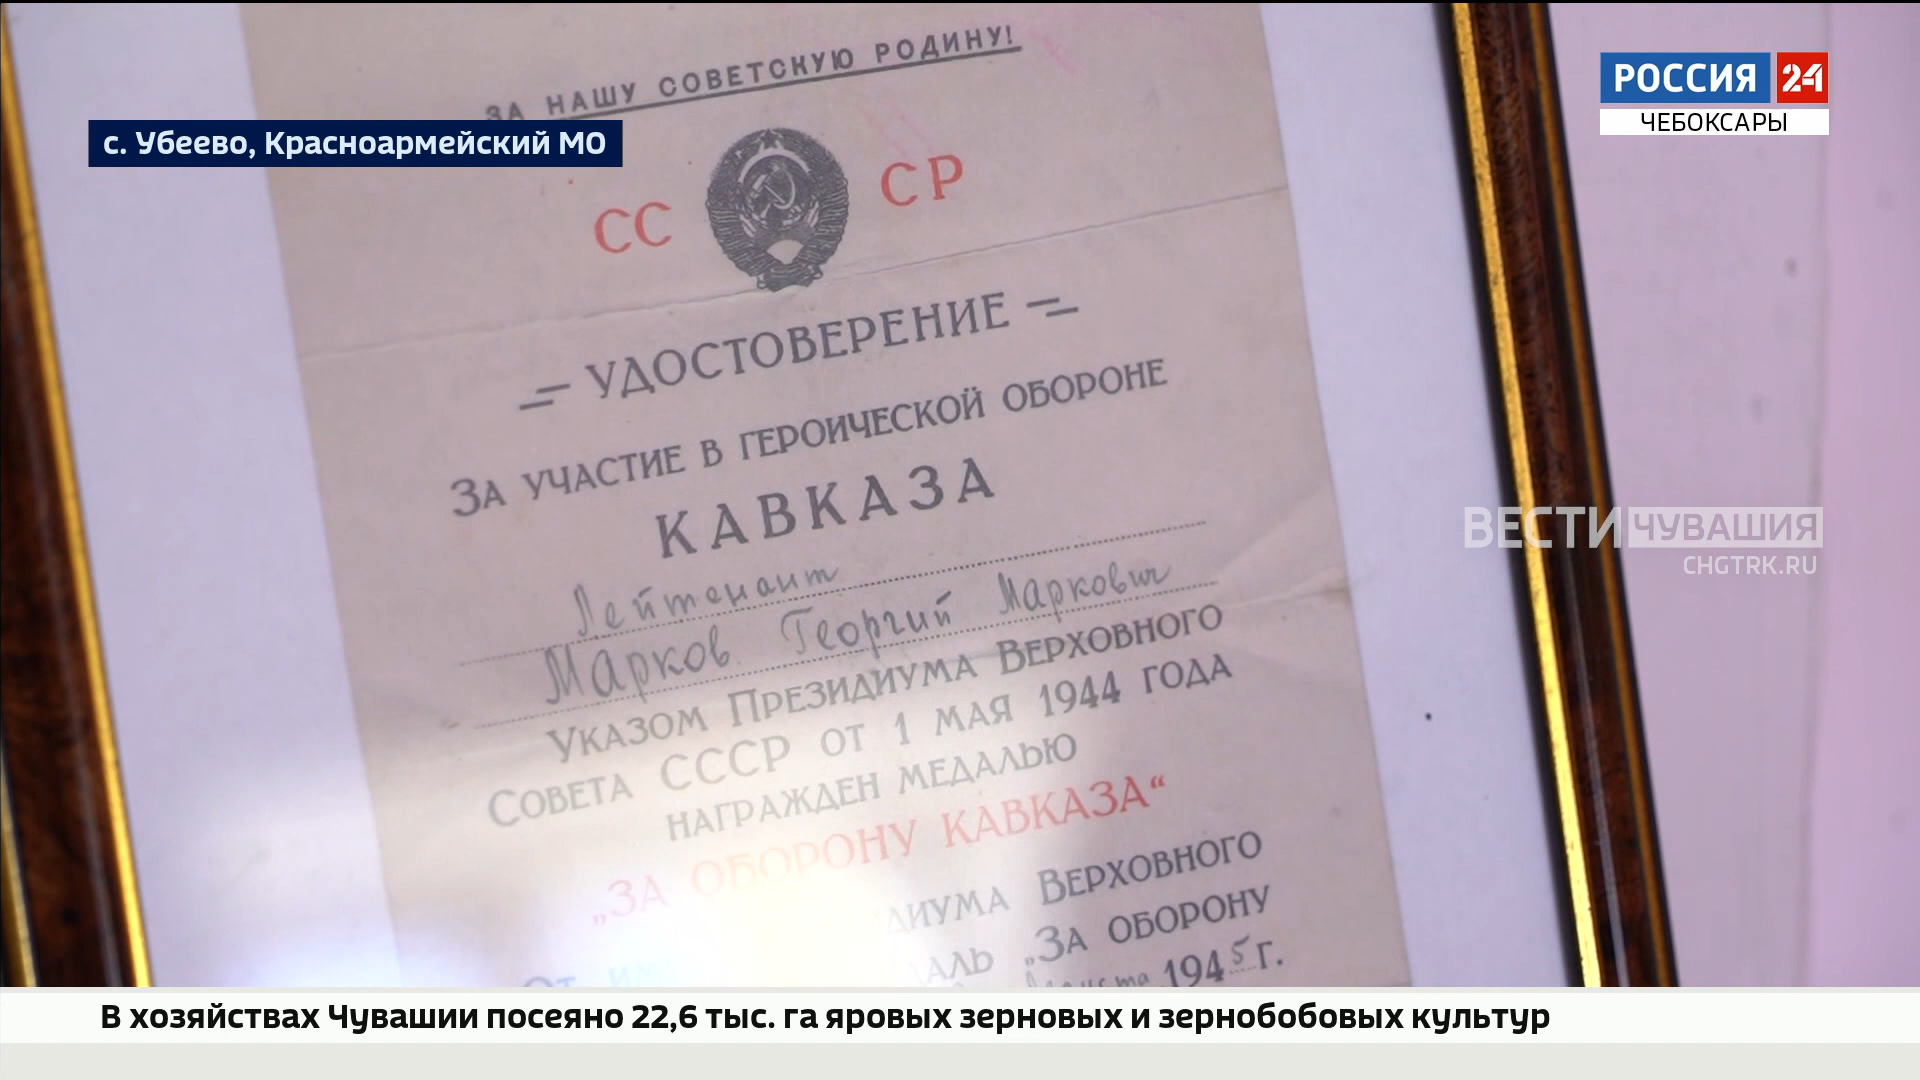 ЗА НАШУ СОВЕТСКУЮ РОДИНУ!
РОССИЯ 24
ЧЕБОКСАРЫ
с. Убеево, Красноармейский МО
СС СР
УДОСТОВЕРЕНИЕ
ЗА УЧАСТИЕ В ГЕРОИЧЕСКОЙ ОБОРОНЕ
КАВКАЗА
Лейтенант
Марков Георгий Маркович
УКАЗОМ ПРЕЗИДИУМА ВЕРХОВНОГО
СОВЕТА СССР ОТ 1 МАЯ 1944 ГОДА
НАГРАЖДЕН МЕДАЛЬЮ
„ЗА ОБОРОНУ КАВКАЗА“
ВЕРХОВНОГО
„ЗА ОБОРОНУ
1945 г.
ВЕСТИ ЧУВАШИЯ
CHGTRK.RU
В хозяйствах Чувашии посеяно 22,6 тыс. га яровых зерновых и зернобобовых культур